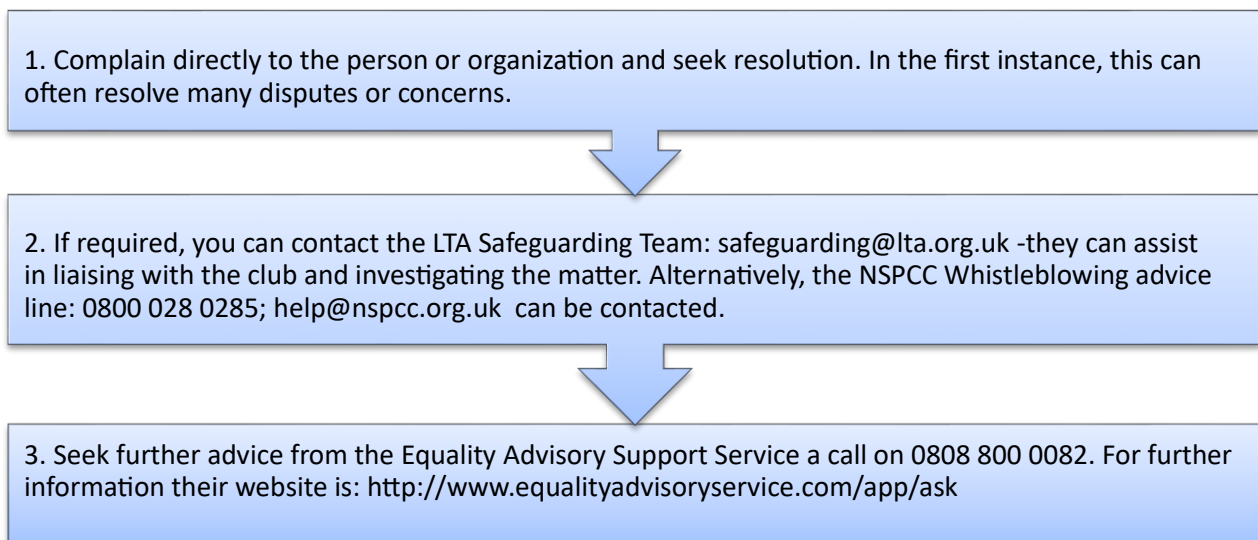 1. Complain directly to the person or organization and seek resolution. In the first instance, this can
often resolve many disputes or concerns.
2. If required, you can contact the LTA Safeguarding Team: safeguarding@lta.org.uk -they can assist
in liaising with the club and investigating the matter. Alternatively, the NSPCC Whistleblowing advice
line: 0800 028 0285; help@nspcc.org.uk  can be contacted.
3. Seek further advice from the Equality Advisory Support Service a call on 0808 800 0082. For further
information their website is: http://www.equalityadvisoryservice.com/app/ask